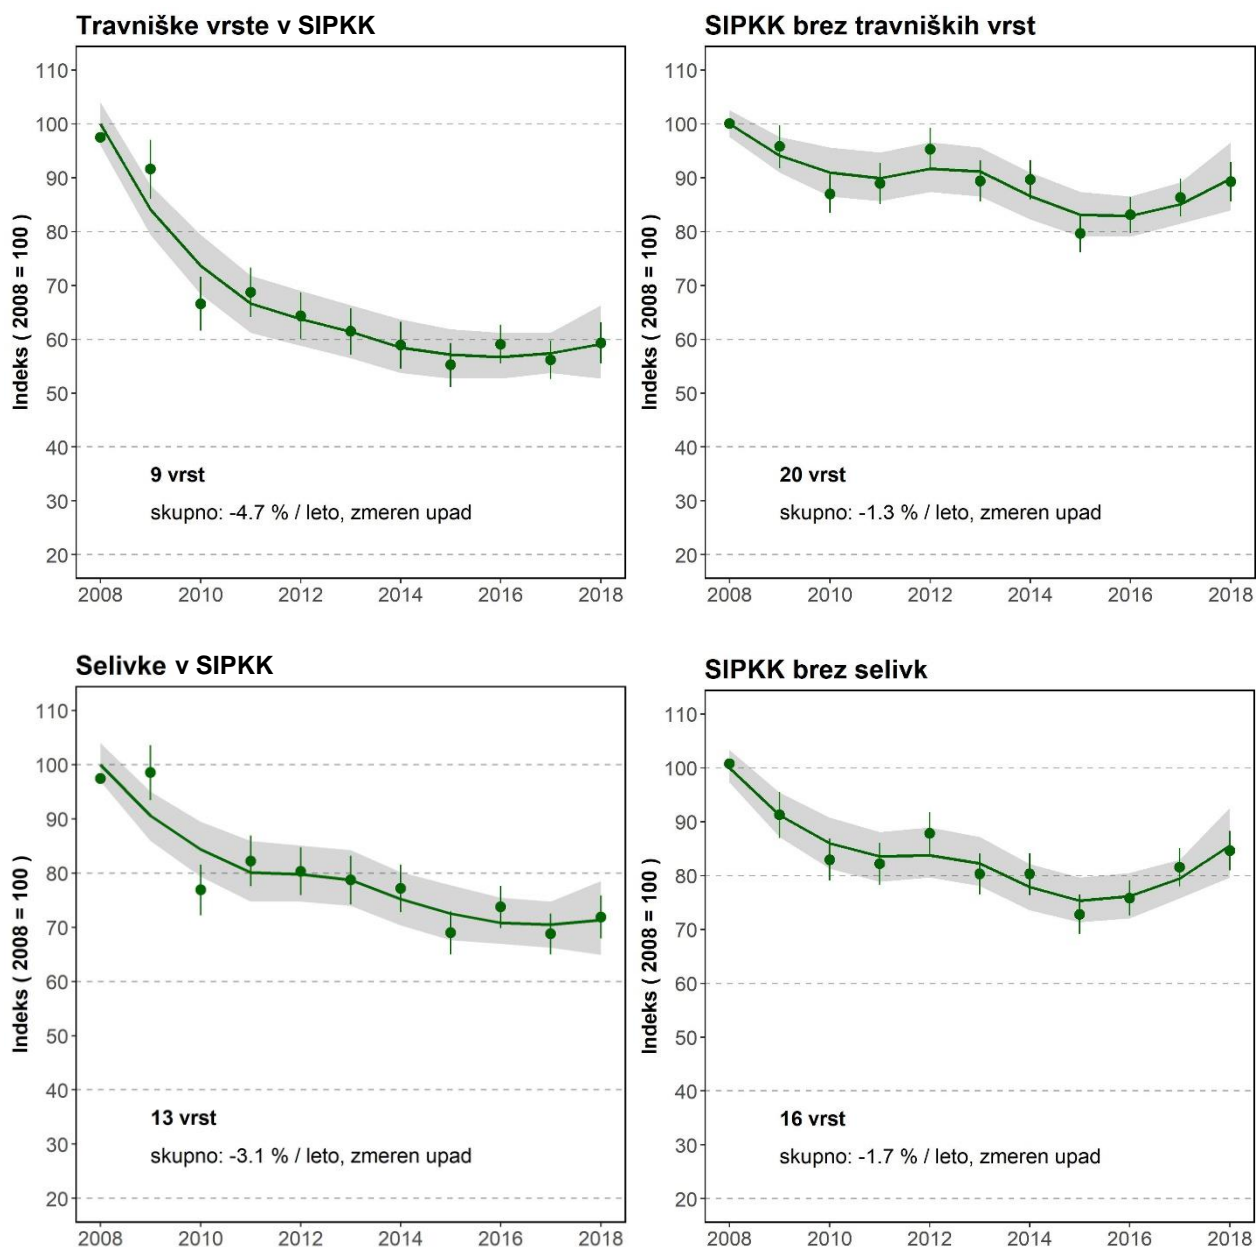 Travniške vrste v SIPKK
Indeks ( 2008 = 100 )
110
100
90
80
70
60
50
40
30
20
9 vrst
skupno: -4.7 % / leto, zmeren upad
2008 2010 2012 2014 2016 2018
SIPKK brez travniških vrst
Indeks ( 2008 = 100 )
110
100
90
80
70
60
50
40
30
20
20 vrst
skupno: -1.3 % / leto, zmeren upad
2008 2010 2012 2014 2016 2018
Selivke v SIPKK
Indeks ( 2008 = 100 )
110
100
90
80
70
60
50
40
30
20
13 vrst
skupno: -3.1 % / leto, zmeren upad
2008 2010 2012 2014 2016 2018
SIPKK brez selivk
Indeks ( 2008 = 100 )
110
100
90
80
70
60
50
40
30
20
16 vrst
skupno: -1.7 % / leto, zmeren upad
2008 2010 2012 2014 2016 2018